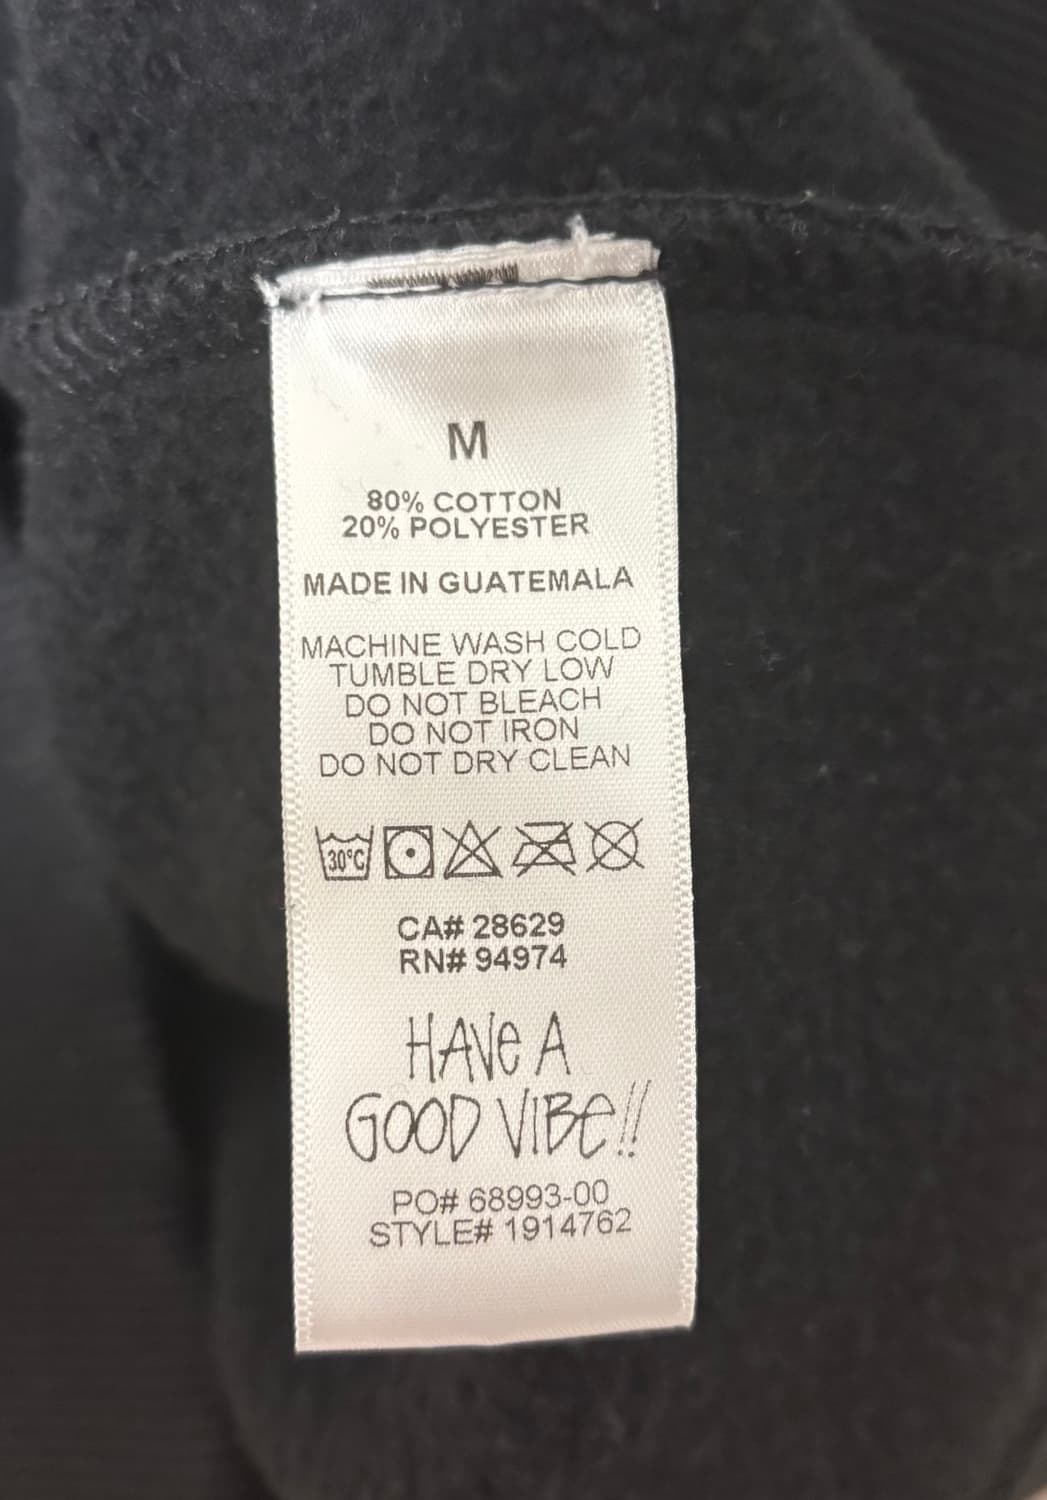 M
80% COTTON
20% POLYESTER
MADE IN GUATEMALA
MACHINE WASH COLD
TUMBLE DRY LOW
DO NOT BLEACH
DO NOT IRON
DO NOT DRY CLEAN
30°C
CA# 28629
RN# 94974
HAVE A
GOOD VIBE!!
PO# 68993-00
STYLE# 1914762